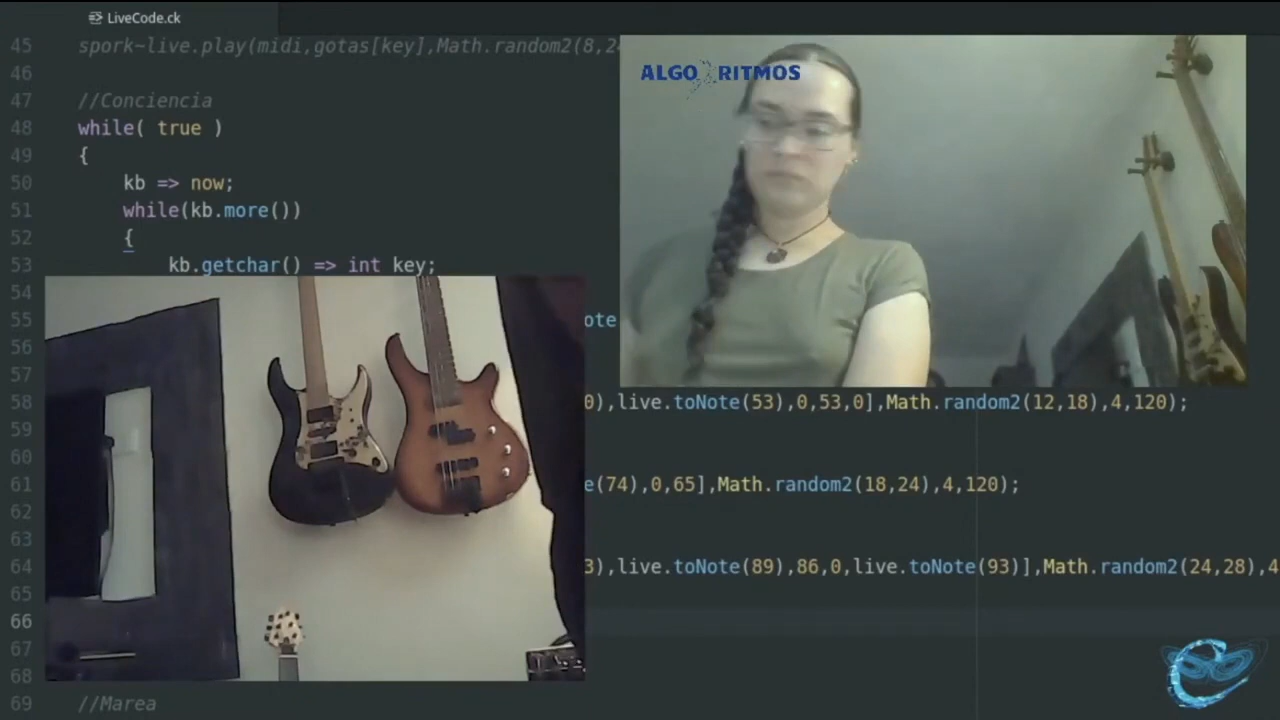 LiveCode.ck
45 spork~live.play(midi,gotas[key],Math.random2(8,2
46
ALGO RITMOS
47 //Conciencia
48 while( true )
49 {
50 kb => now;
51 while(kb.more())
52 {
53 kb.getchar() => int key;
54
55 ote
56
57
58 0),live.toNote(53),0,53,0],Math.random2(12,18),4,120);
59
60
61 e(74),0,65],Math.random2(18,24),4,120);
62
63
64 3),live.toNote(89),86,0,live.toNote(93)],Math.random2(24,28),4
65
66
67
68
69 //Marea